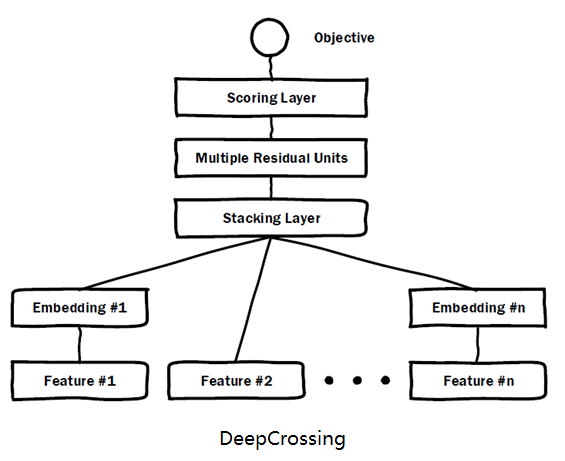 Objective
Scoring Layer
Multiple Residual Units
Stacking Layer
Embedding #1
Embedding #n
Feature #1
Feature #2
Feature #n
DeepCrossing